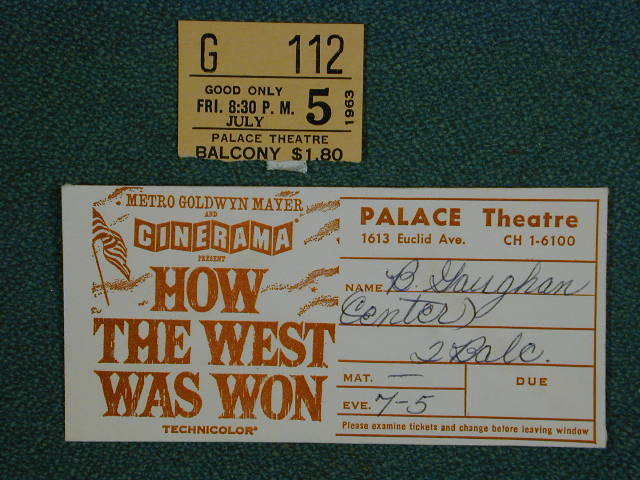 G 112
GOOD ONLY
FRI. 8:30 P. M.
JULY
5
1963
PALACE THEATRE
BALCONY $1.80
METRO GOLDWYN MAYER
AND
CINERAMA
PRESENT
HOW
THE WEST
WAS WON
TECHNICOLOR®
PALACE Theatre
1613 Euclid Ave. CH 1-6100
NAME B. Gaughan
(Center)
2 Balc.
MAT. —
DUE
EVE. 7-5
Please examine tickets and change before leaving window